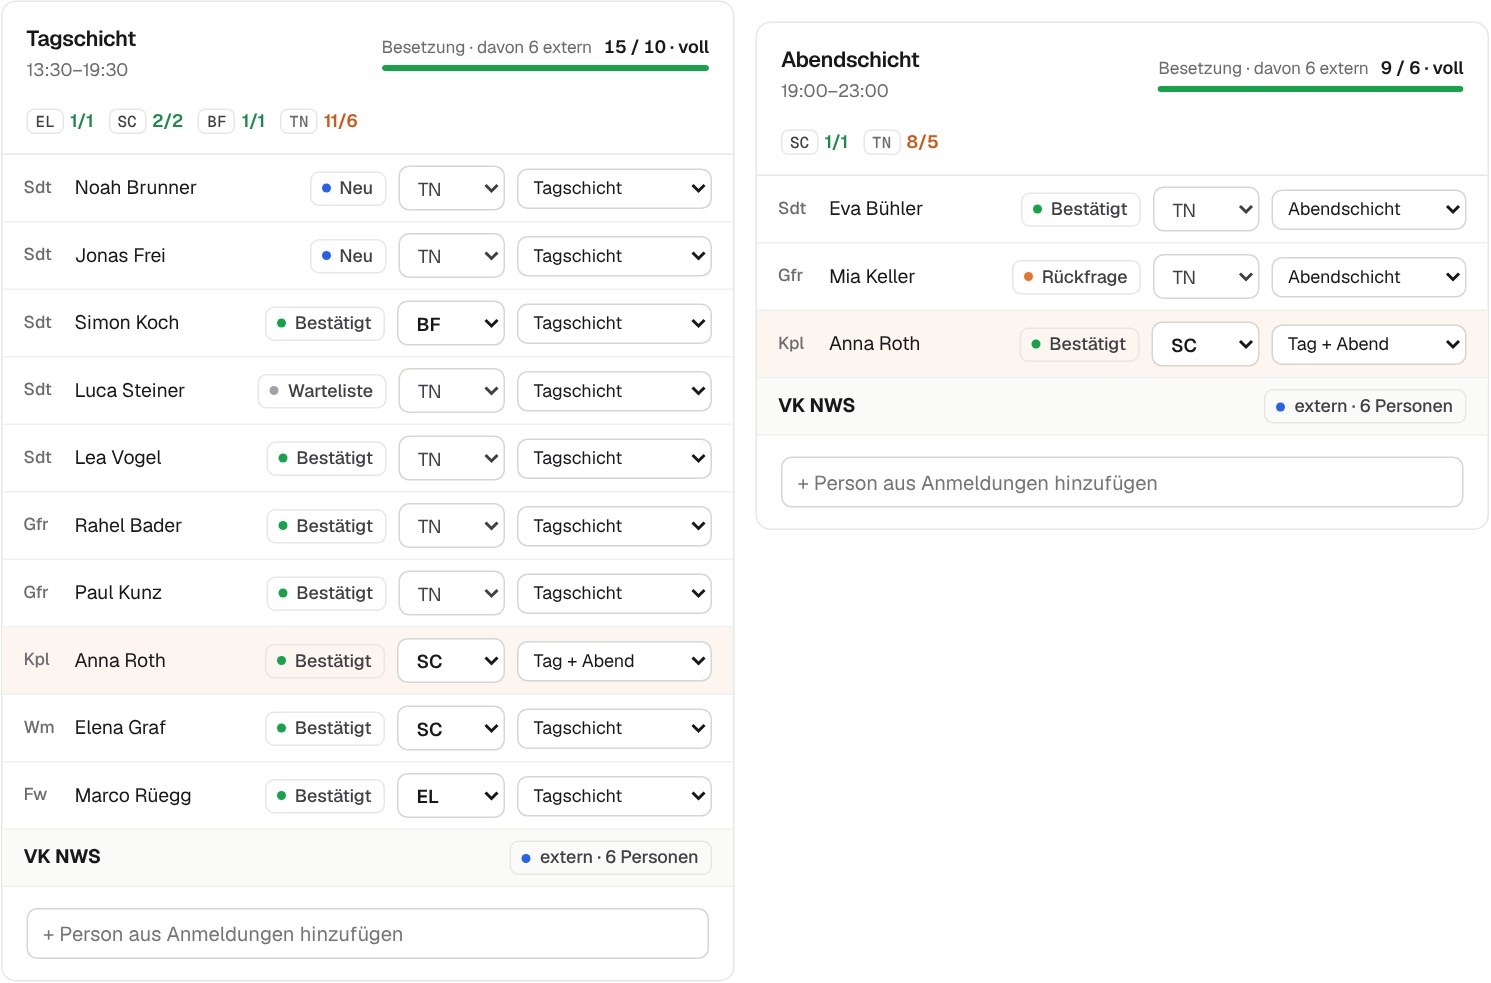 Tagschicht
Besetzung · davon 6 extern 15 / 10 · voll
13:30–19:30
EL 1/1 SC 2/2 BF 1/1 TN 11/6
Sdt Noah Brunner Neu TN Tagschicht
Sdt Jonas Frei Neu TN Tagschicht
Sdt Simon Koch Bestätigt BF Tagschicht
Sdt Luca Steiner Warteliste TN Tagschicht
Sdt Lea Vogel Bestätigt TN Tagschicht
Gfr Rahel Bader Bestätigt TN Tagschicht
Gfr Paul Kunz Bestätigt TN Tagschicht
Kpl Anna Roth Bestätigt SC Tag + Abend
Wm Elena Graf Bestätigt SC Tagschicht
Fw Marco Rüegg Bestätigt EL Tagschicht
VK NWS extern · 6 Personen
+ Person aus Anmeldungen hinzufügen
Abendschicht
Besetzung · davon 6 extern 9 / 6 · voll
19:00–23:00
SC 1/1 TN 8/5
Sdt Eva Bühler Bestätigt TN Abendschicht
Gfr Mia Keller Rückfrage TN Abendschicht
Kpl Anna Roth Bestätigt SC Tag + Abend
VK NWS extern · 6 Personen
+ Person aus Anmeldungen hinzufügen